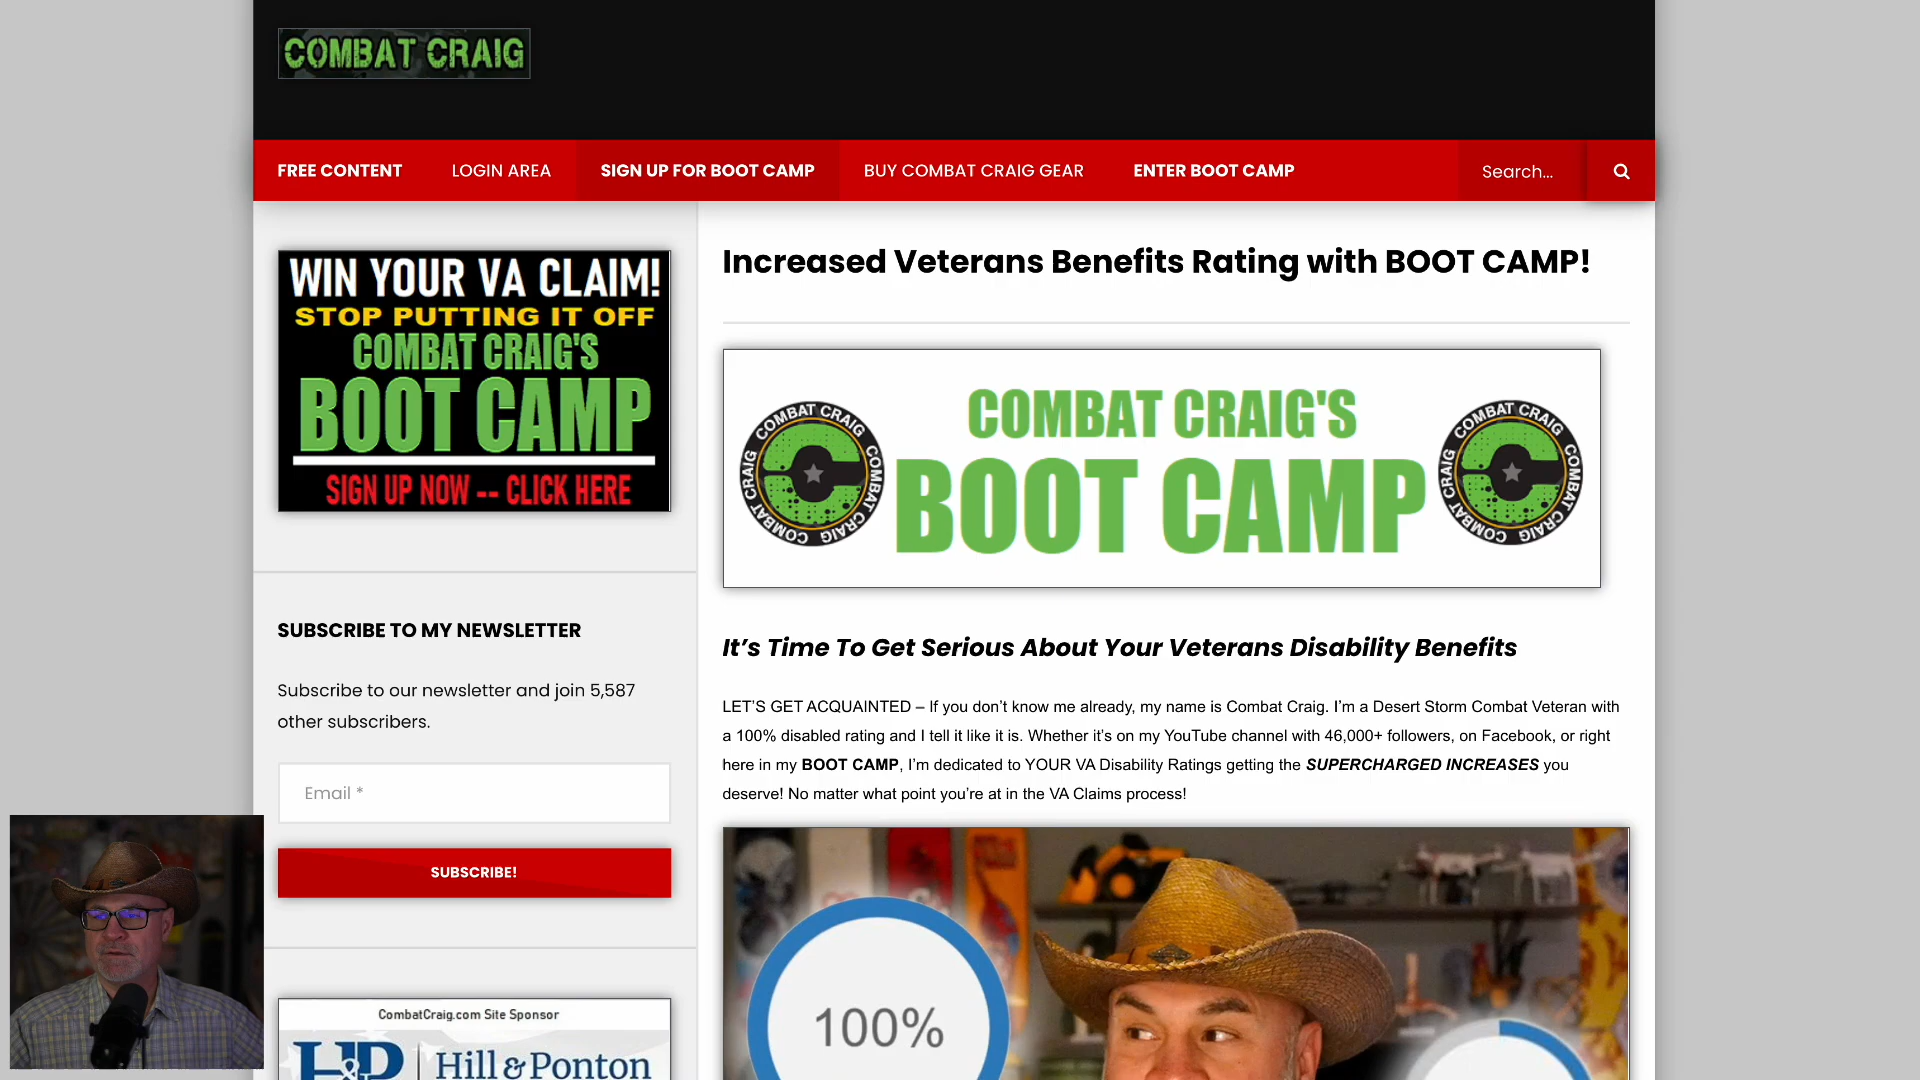 COMBAT CRAIG
FREE CONTENT
LOGIN AREA
SIGN UP FOR BOOT CAMP
BUY COMBAT CRAIG GEAR
ENTER BOOT CAMP
Search...
WIN YOUR VA CLAIM!
STOP PUTTING IT OFF
COMBAT CRAIG'S
BOOT CAMP
SIGN UP NOW -- CLICK HERE
SUBSCRIBE TO MY NEWSLETTER
Subscribe to our newsletter and join 5,587
other subscribers.
Email *
SUBSCRIBE!
CombatCraig.com Site Sponsor
H&P
Hill & Ponton
Increased Veterans Benefits Rating with BOOT CAMP!
COMBAT CRAIG COMBAT CRAIG COMBAT CRAIG
COMBAT CRAIG'S
BOOT CAMP
COMBAT CRAIG COMBAT CRAIG COMBAT CRAIG
It’s Time To Get Serious About Your Veterans Disability Benefits
LET’S GET ACQUAINTED – If you don’t know me already, my name is Combat Craig. I’m a Desert Storm Combat Veteran with
a 100% disabled rating and I tell it like it is. Whether it’s on my YouTube channel with 46,000+ followers, on Facebook, or right
here in my BOOT CAMP, I’m dedicated to YOUR VA Disability Ratings getting the SUPERCHARGED INCREASES you
deserve! No matter what point you’re at in the VA Claims process!
100%